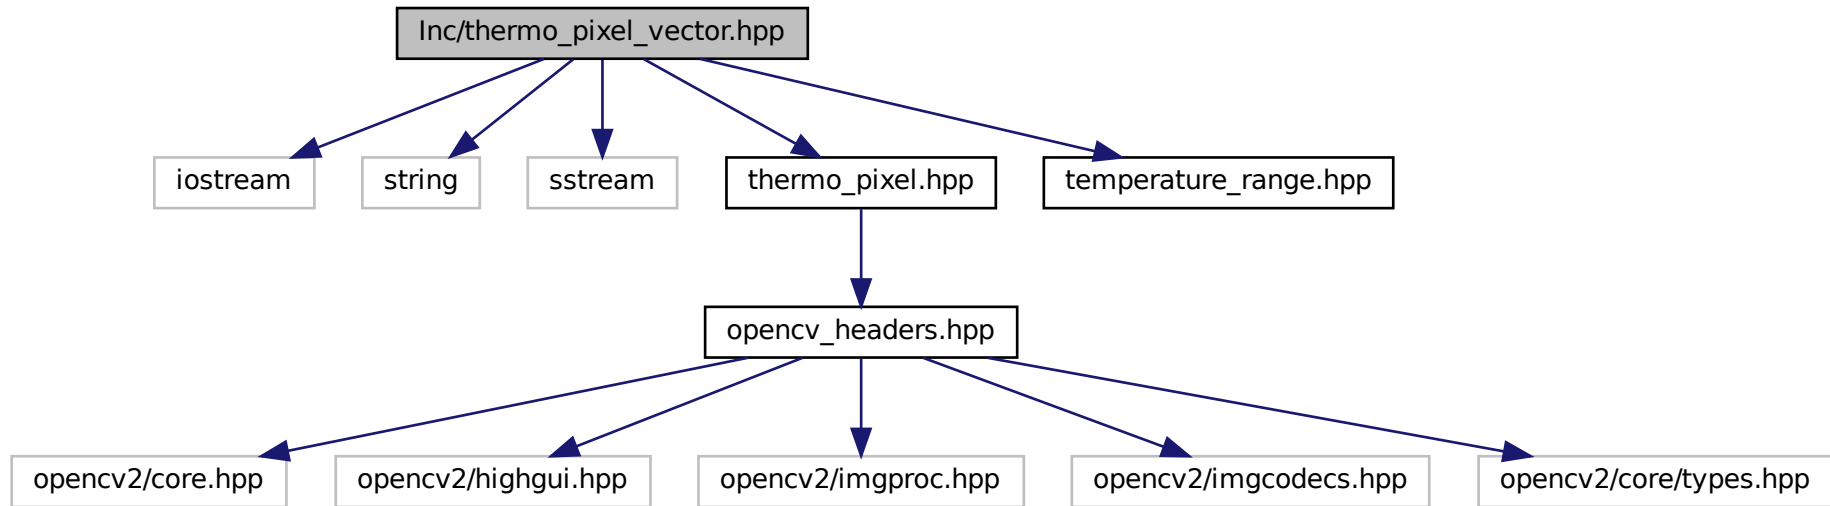 Inc/thermo_pixel_vector.hpp
iostream
string
sstream
thermo_pixel.hpp
temperature_range.hpp
opencv_headers.hpp
opencv2/core.hpp
opencv2/highgui.hpp
opencv2/imgproc.hpp
opencv2/imgcodecs.hpp
opencv2/core/types.hpp